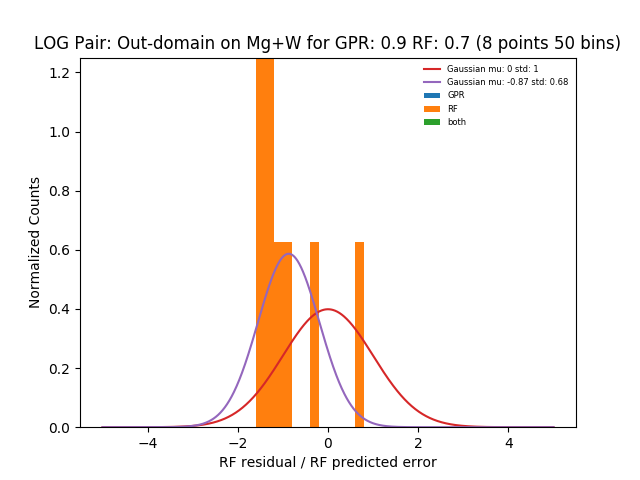 LOG Pair: Out-domain on Mg+W for GPR: 0.9 RF: 0.7 (8 points 50 bins)
Gaussian mu: 0 std: 1
Gaussian mu: -0.87 std: 0.68
GPR
RF
both
Normalized Counts
1.2
1.0
0.8
0.6
0.4
0.2
0.0
−4 −2 0 2 4
RF residual / RF predicted error